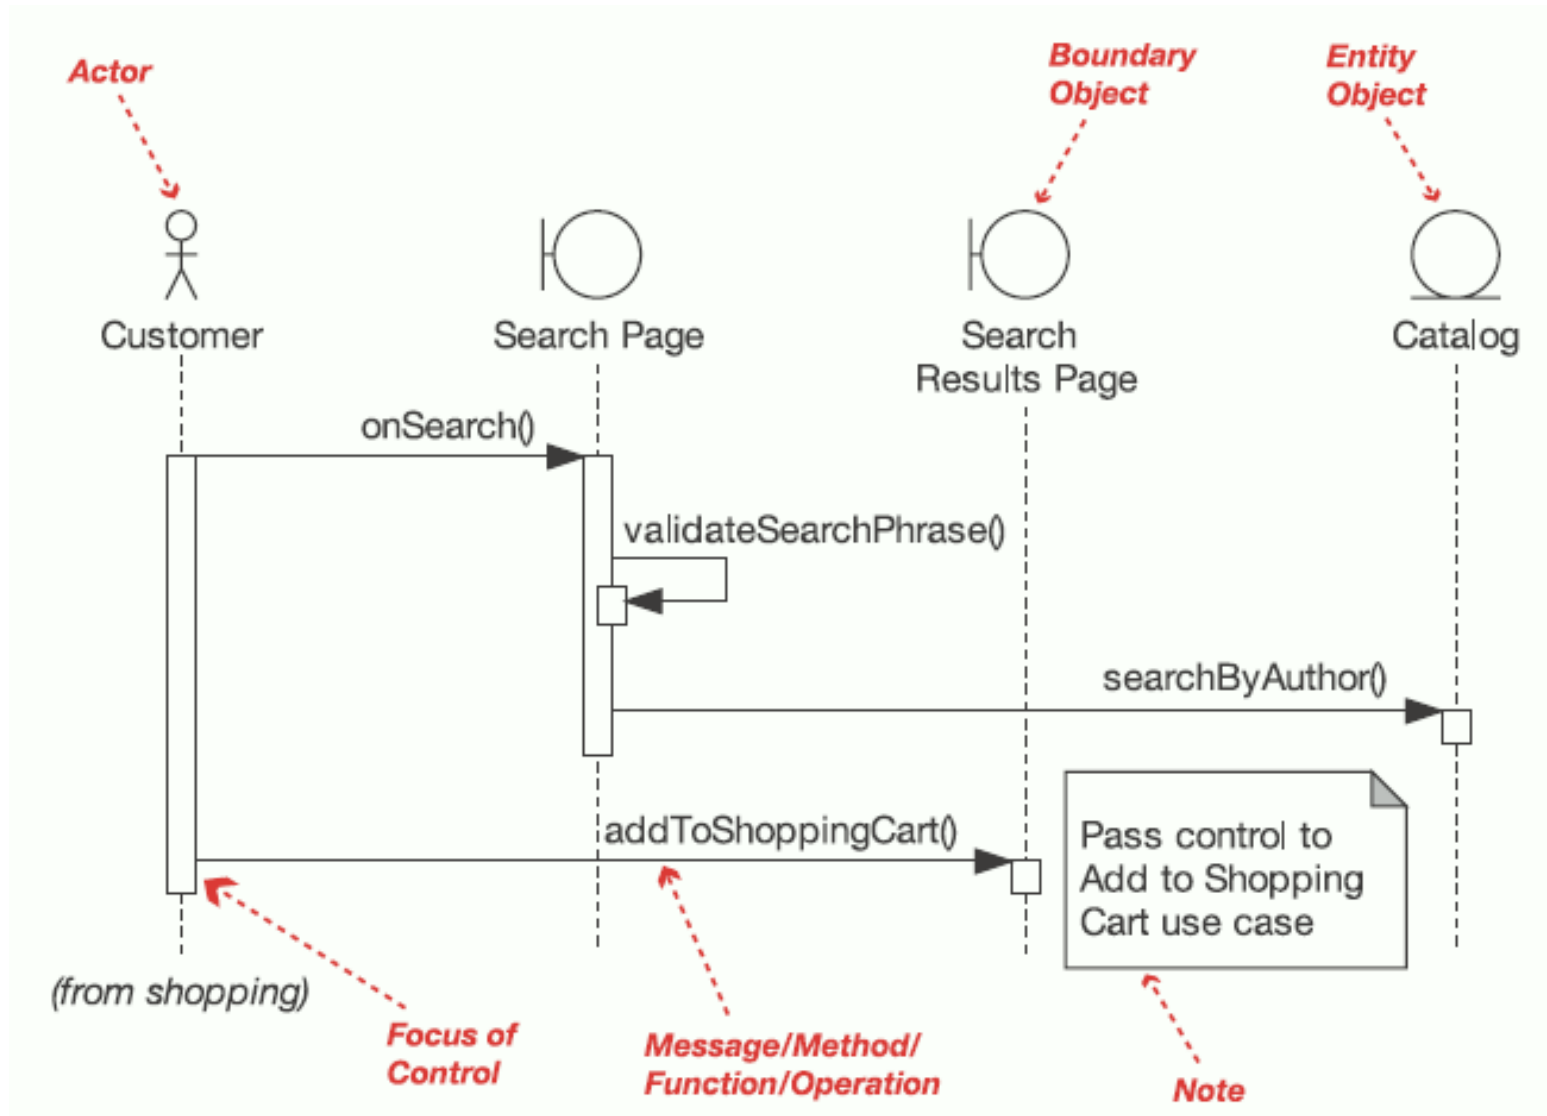 Actor
Boundary
Object
Entity
Object
Customer
Search Page
Search
Results Page
Catalog
onSearch()
validateSearchPhrase()
searchByAuthor()
addToShoppingCart()
Pass control to
Add to Shopping
Cart use case
(from shopping)
Focus of
Control
Message/Method/
Function/Operation
Note